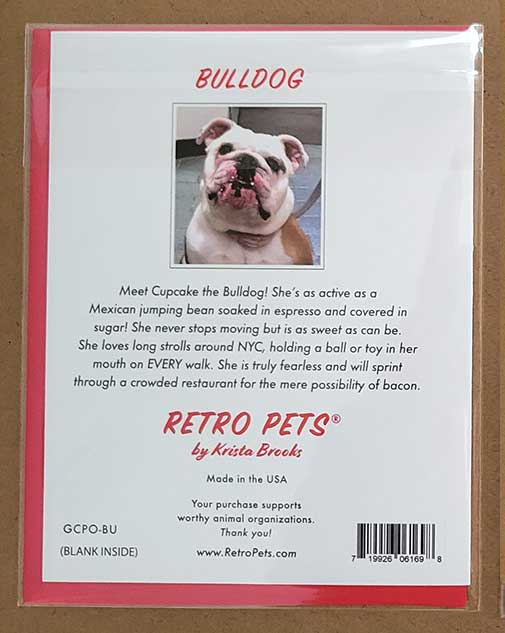 BULLDOG
Meet Cupcake the Bulldog! She's as active as a
Mexican jumping bean soaked in espresso and covered in
sugar! She never stops moving but is as sweet as can be.
She loves long strolls around NYC, holding a ball or toy in her
mouth on EVERY walk. She is truly fearless and will sprint
through a crowded restaurant for the mere possibility of bacon.
RETRO PETS®
by Krista Brooks
Made in the USA
Your purchase supports
worthy animal organizations.
Thank you!
www.RetroPets.com
GCPO-BU
(BLANK INSIDE)
7 19926 06169 8